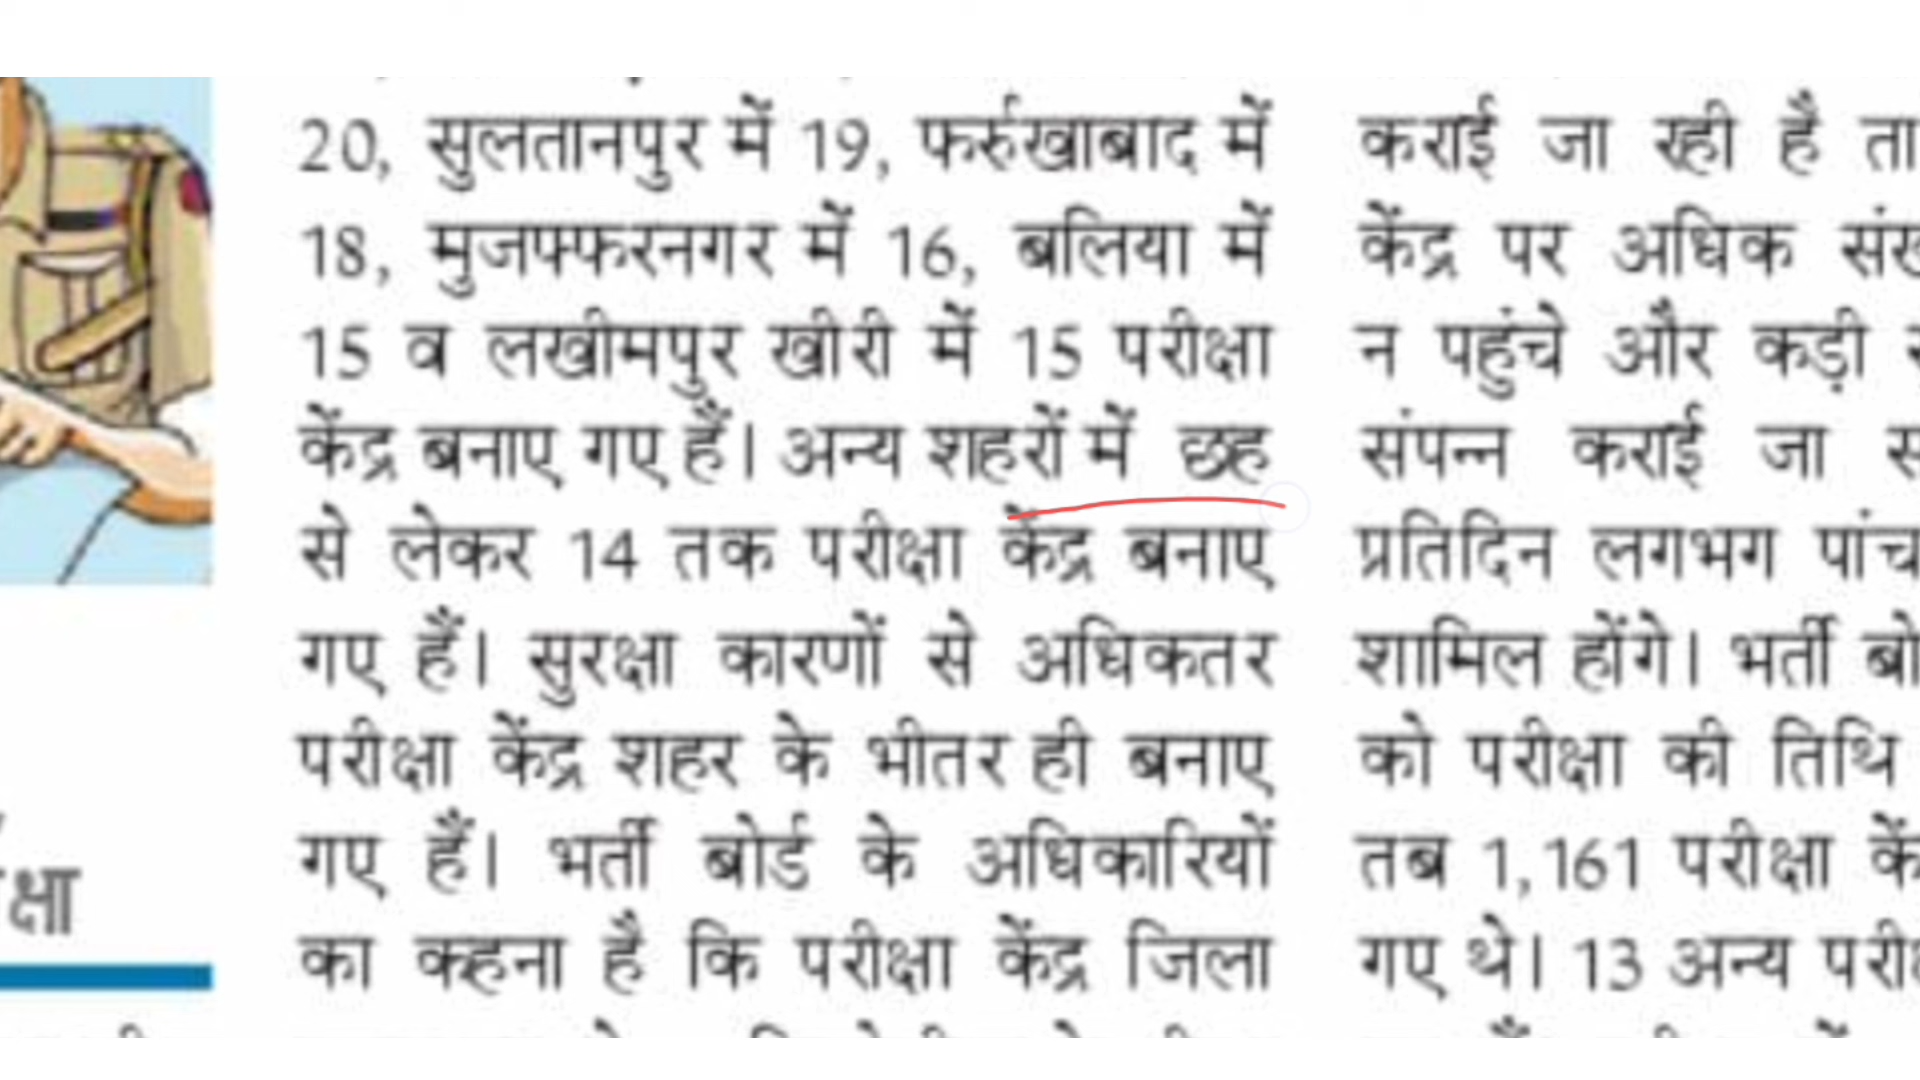 20, सुलतानपुर में 19, फर्रुखाबाद में
18, मुजफ्फरनगर में 16, बलिया में
15 व लखीमपुर खीरी में 15 परीक्षा
केंद्र बनाए गए हैं। अन्य शहरों में छह
से लेकर 14 तक परीक्षा केंद्र बनाए
गए हैं। सुरक्षा कारणों से अधिकतर
परीक्षा केंद्र शहर के भीतर ही बनाए
गए हैं। भर्ती बोर्ड के अधिकारियों
का कहना है कि परीक्षा केंद्र जिला
कराई जा रही है ता
केंद्र पर अधिक संख
न पहुंचे और कड़ी
संपन्न कराई जा स
प्रतिदिन लगभग पांच
शामिल होंगे। भर्ती बो
को परीक्षा की तिथि
तब 1,161 परीक्षा कें
गए थे। 13 अन्य परी
क्षा